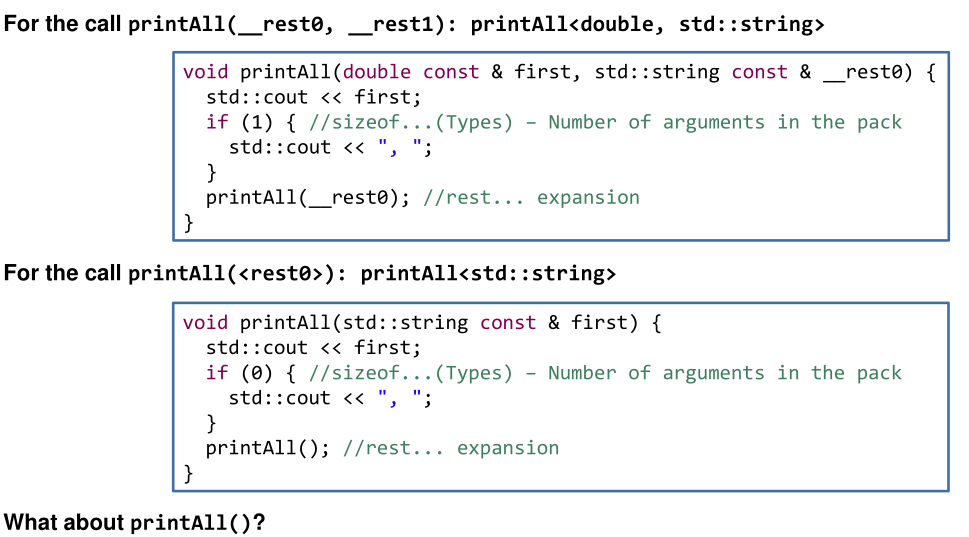 For the call printAll(__rest0, __rest1): printAll<double, std::string>
void printAll(double const & first, std::string const & __rest0) {
std::cout << first;
if (1) { //sizeof...(Types) – Number of arguments in the pack
std::cout << ", ";
}
printAll(__rest0); //rest... expansion
}
For the call printAll(<rest0>): printAll<std::string>
void printAll(std::string const & first) {
std::cout << first;
if (0) { //sizeof...(Types) – Number of arguments in the pack
std::cout << ", ";
}
printAll(); //rest... expansion
}
What about printAll()?